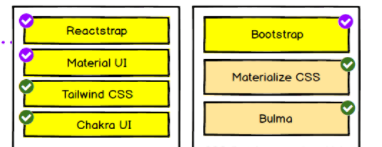 Reactstrap
Material UI
Tailwind CSS
Chakra UI
Bootstrap
Materialize CSS
Bulma